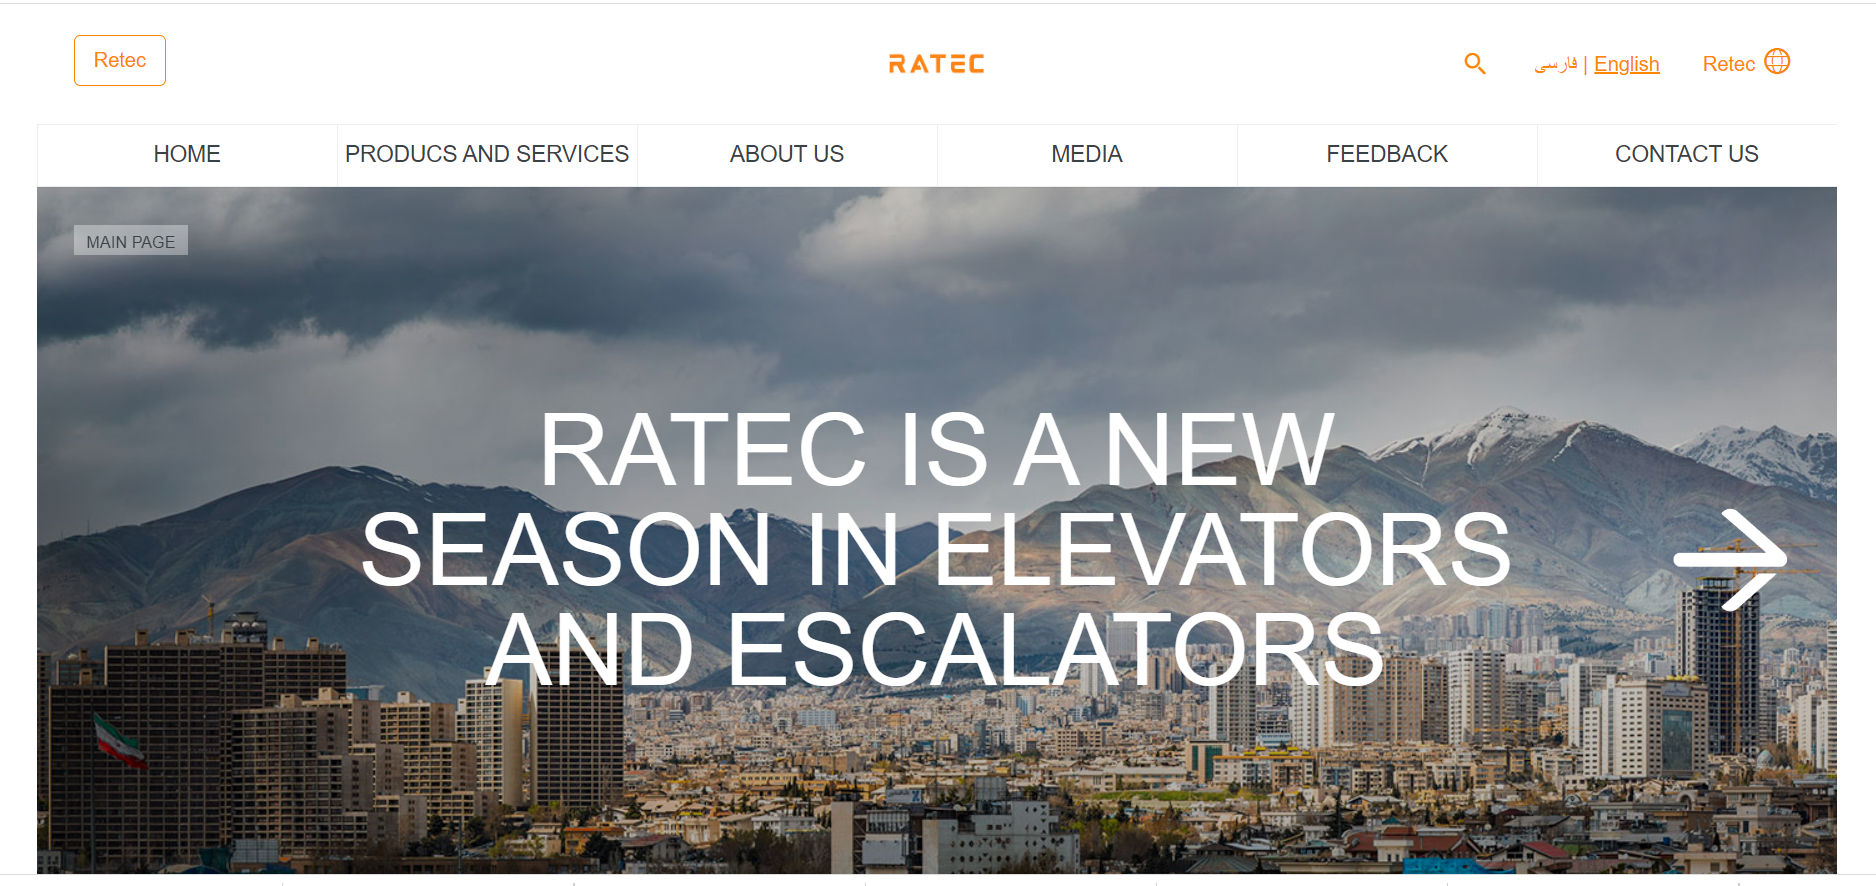 Retec
RATEC
فارسی | English
Retec
HOME
PRODUCS AND SERVICES
ABOUT US
MEDIA
FEEDBACK
CONTACT US
MAIN PAGE
RATEC IS A NEW
SEASON IN ELEVATORS
AND ESCALATORS